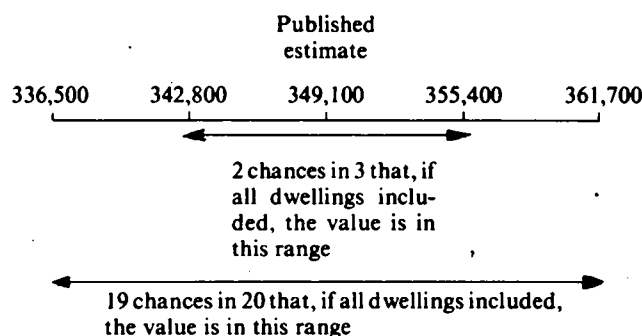 Published
estimate
336,500 342,800 349,100 355,400 361,700
2 chances in 3 that, if
all dwellings inclu-
ded, the value is in
this range
19 chances in 20 that, if all dwellings included,
the value is in this range